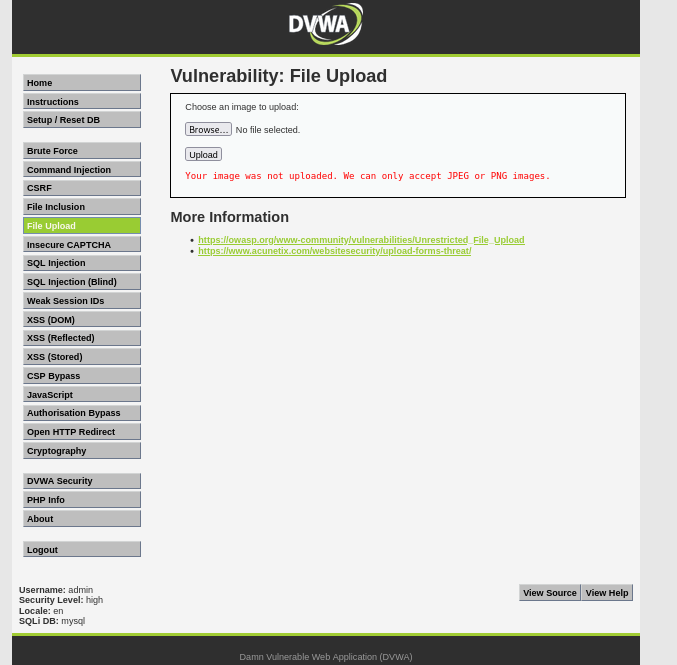 DVWA
Home
Instructions
Setup / Reset DB
Brute Force
Command Injection
CSRF
File Inclusion
File Upload
Insecure CAPTCHA
SQL Injection
SQL Injection (Blind)
Weak Session IDs
XSS (DOM)
XSS (Reflected)
XSS (Stored)
CSP Bypass
JavaScript
Authorisation Bypass
Open HTTP Redirect
Cryptography
DVWA Security
PHP Info
About
Logout
Vulnerability: File Upload
Choose an image to upload:
Browse... No file selected.
Upload
Your image was not uploaded. We can only accept JPEG or PNG images.
More Information
• https://owasp.org/www-community/vulnerabilities/Unrestricted_File_Upload
• https://www.acunetix.com/websitesecurity/upload-forms-threat/
Username: admin
Security Level: high
Locale: en
SQLi DB: mysql
View Source View Help
Damn Vulnerable Web Application (DVWA)